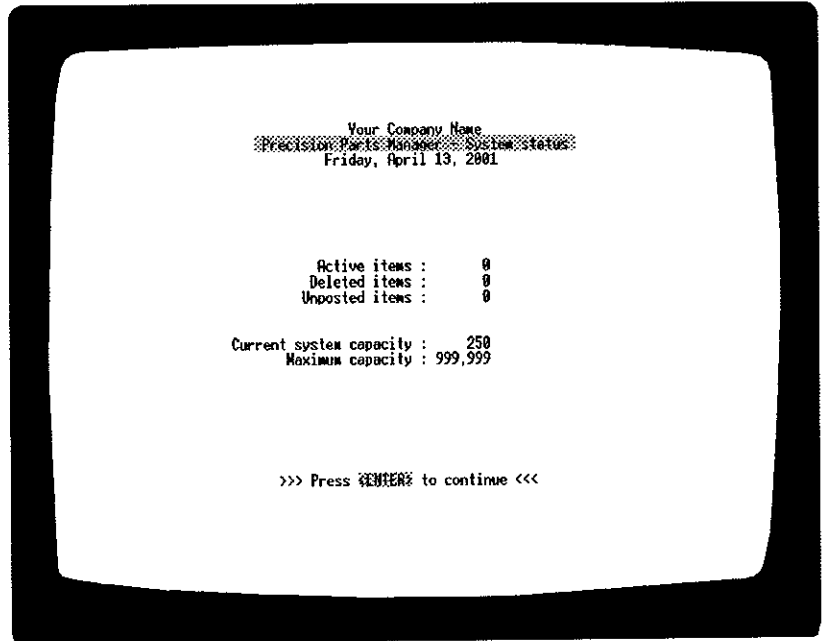 Your Company Name
Precision Parts Manager - System status
Friday, April 13, 2001
Active items : 0
Deleted items : 0
Unposted items : 0
Current system capacity : 250
Maximum capacity : 999,999
>>> Press <ENTER> to continue <<<